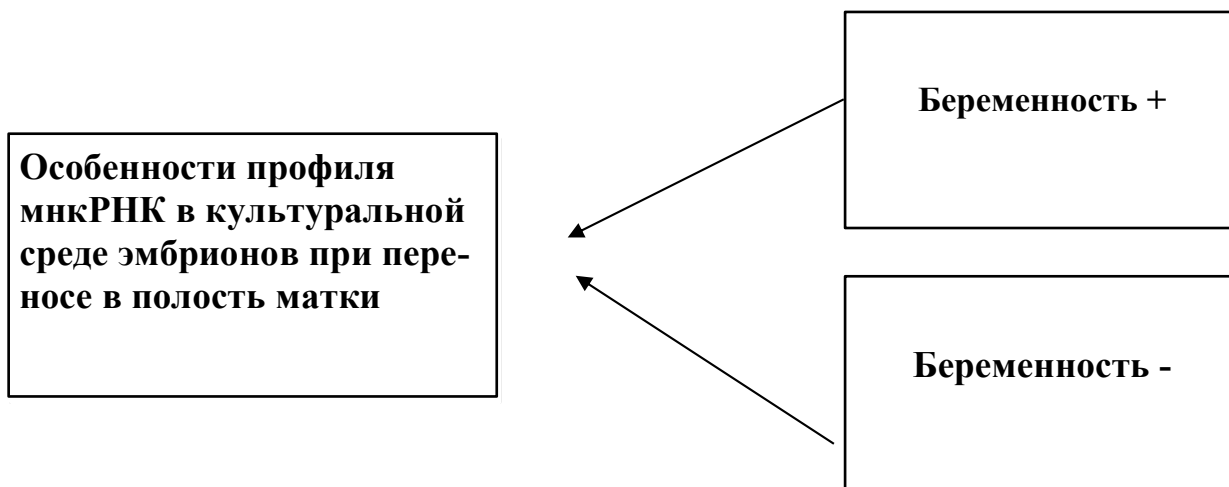 Беременность +
Особенности профиля
мнкРНК в культуральной
среде эмбрионов при пере-
носе в полость матки
Беременность -